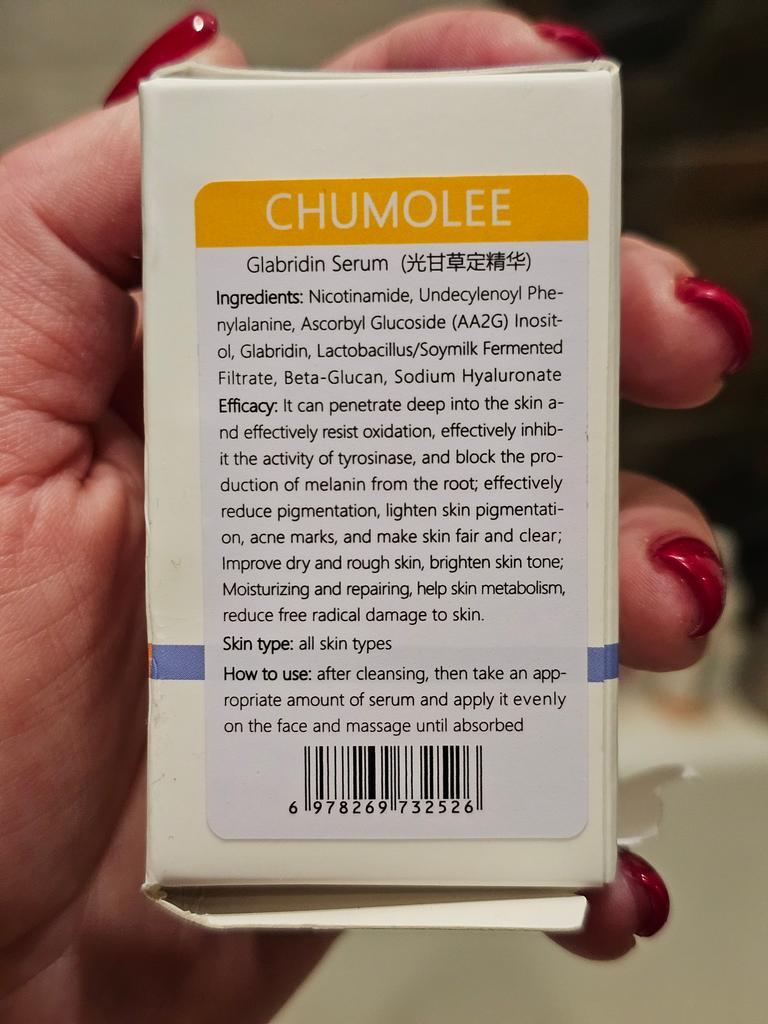 CHUMOLEE
Glabridin Serum (光甘草定精华)
Ingredients: Nicotinamide, Undecylenoyl Phe-
nylalanine, Ascorbyl Glucoside (AA2G) Inosit-
ol, Glabridin, Lactobacillus/Soymilk Fermented
Filtrate, Beta-Glucan, Sodium Hyaluronate
Efficacy: It can penetrate deep into the skin a-
nd effectively resist oxidation, effectively inhib-
it the activity of tyrosinase, and block the pro-
duction of melanin from the root; effectively
reduce pigmentation, lighten skin pigmentati-
on, acne marks, and make skin fair and clear;
Improve dry and rough skin, brighten skin tone;
Moisturizing and repairing, help skin metabolism,
reduce free radical damage to skin.
Skin type: all skin types
How to use: after cleansing, then take an app-
ropriate amount of serum and apply it evenly
on the face and massage until absorbed
6 978269 732526